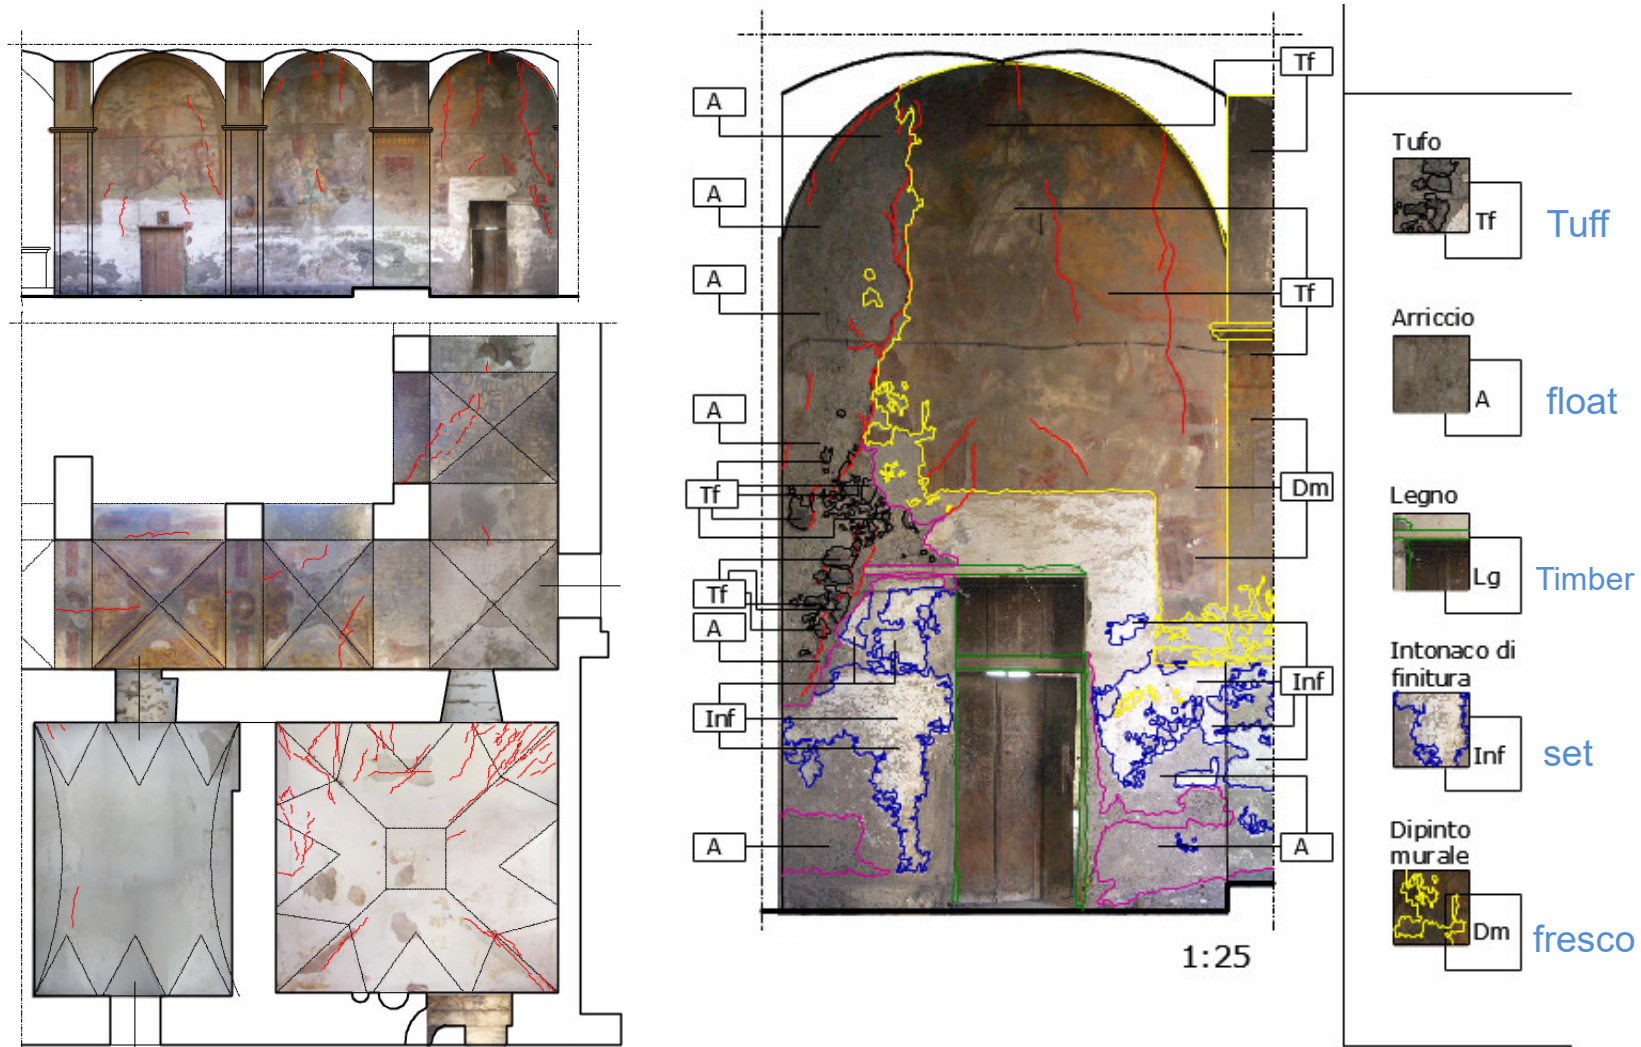 Tf
A
A
Tf
A
A
Dm
Tf
Tf
A
Inf
Inf
A
A
1:25
Tufo
Tf
Tuff
Arriccio
A
float
Legno
Lg
Timber
Intonaco di
finitura
Inf
set
Dipinto
murale
Dm
fresco